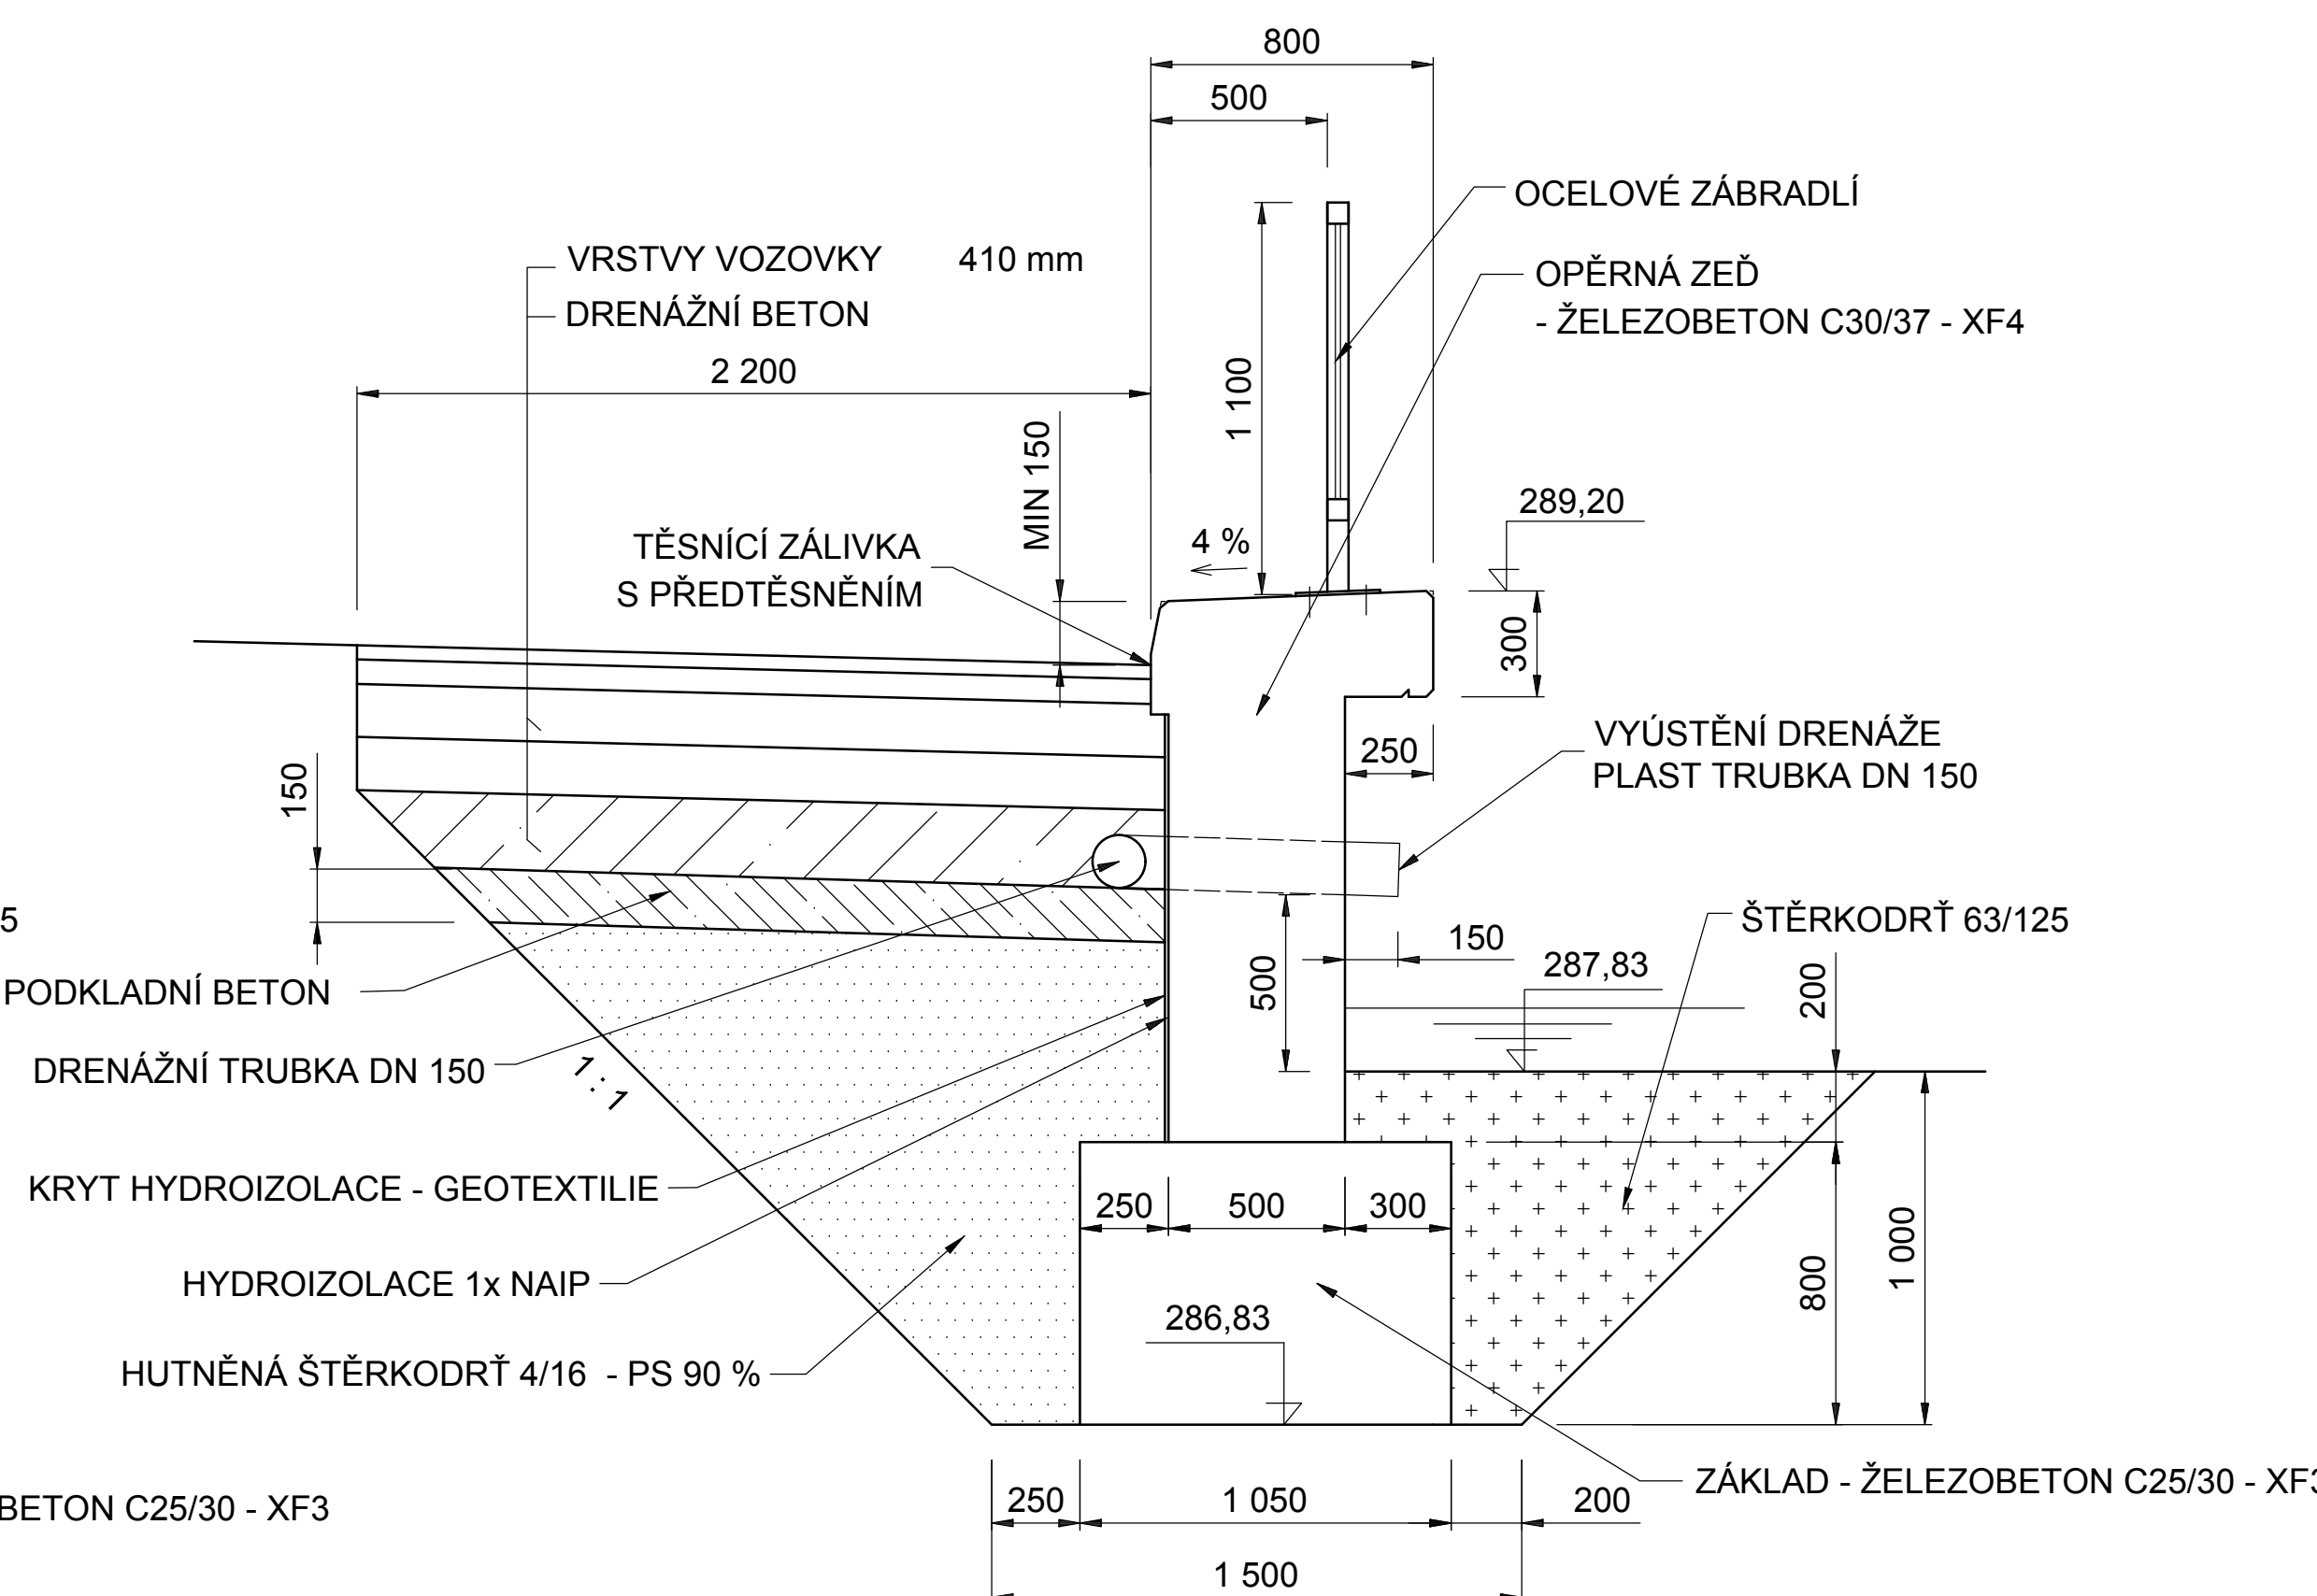 800
500
OCELOVÉ ZÁBRADLÍ
VRSTVY VOZOVKY 410 mm
DRENÁŽNÍ BETON
OPĚRNÁ ZEĎ
- ŽELEZOBETON C30/37 - XF4
2 200
1 100
MIN 150
289,20
4 %
TĚSNÍCÍ ZÁLIVKA
S PŘEDTĚSNĚNÍM
300
250
VYÚSTĚNÍ DRENÁŽE
PLAST TRUBKA DN 150
150
5
ŠTĚRKODRŤ 63/125
150
287,83
500
200
PODKLADNÍ BETON
DRENÁŽNÍ TRUBKA DN 150
1 : 1
KRYT HYDROIZOLACE - GEOTEXTILIE
250 500 300
HYDROIZOLACE 1x NAIP
800
1 000
286,83
HUTNĚNÁ ŠTĚRKODRŤ 4/16 - PS 90 %
ZÁKLAD - ŽELEZOBETON C25/30 - XF3
BETON C25/30 - XF3
250 1 050 200
1 500